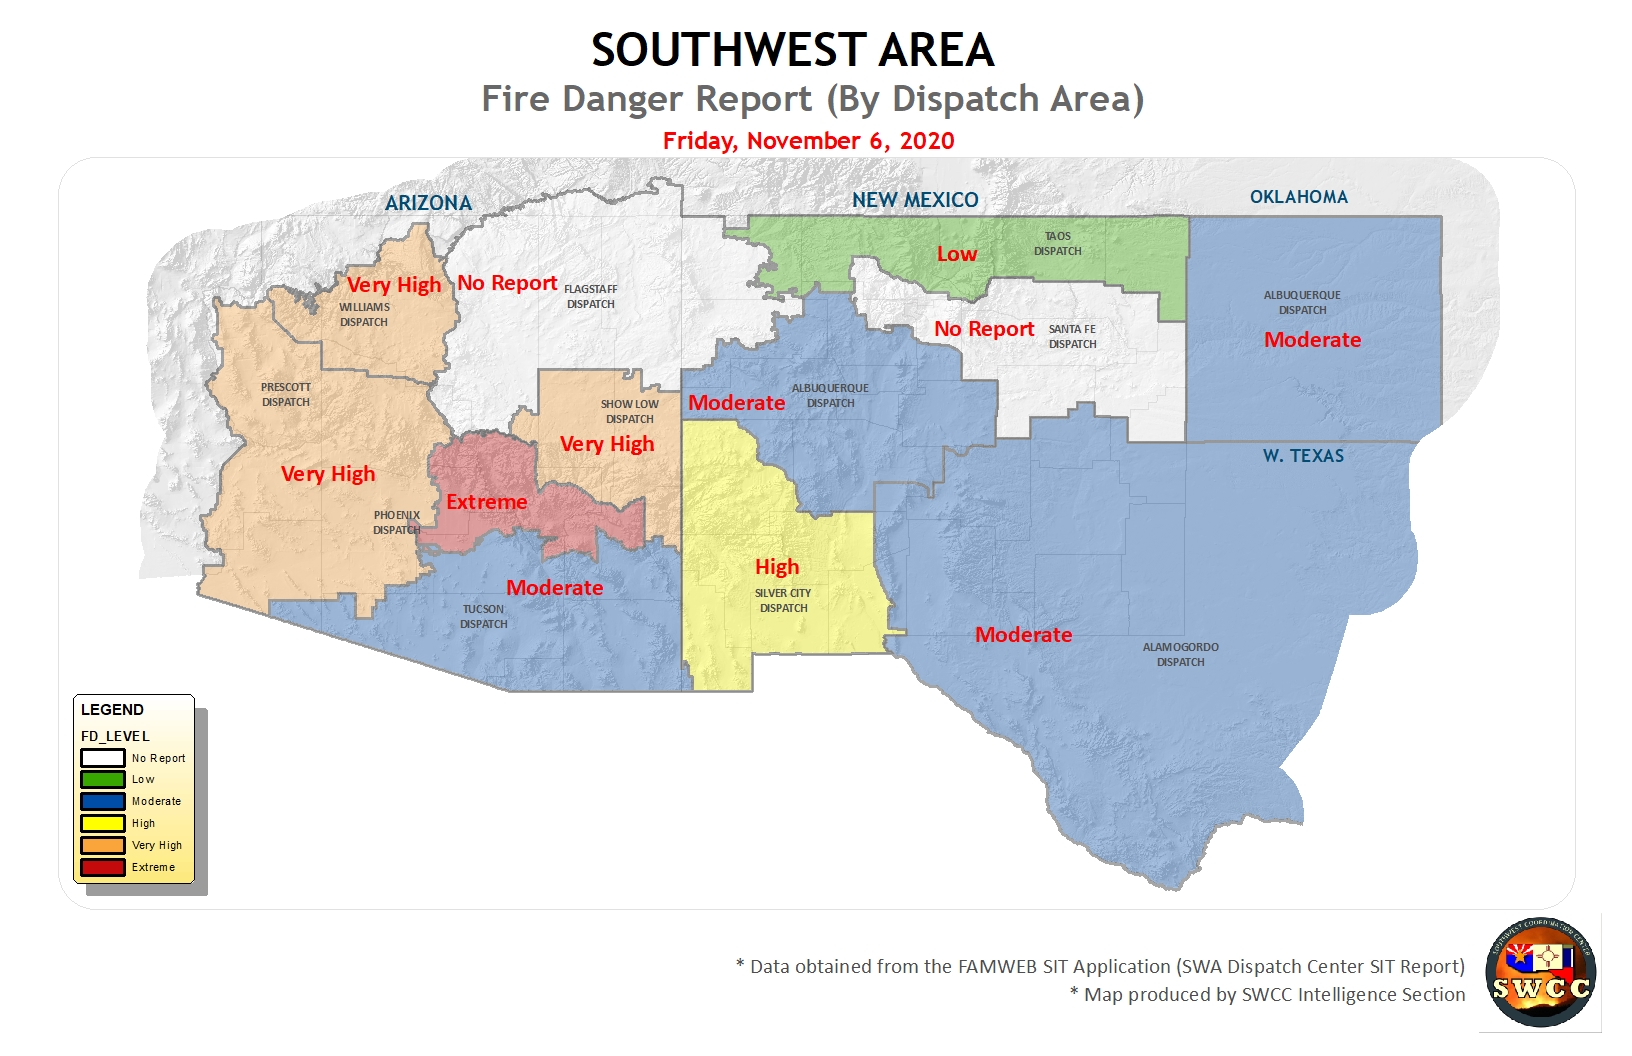 SOUTHWEST AREA
Fire Danger Report (By Dispatch Area)
Friday, November 6, 2020
ARIZONA
NEW MEXICO
OKLAHOMA
TAOS
DISPATCH
Low
Very High
No Report
FLAGSTAFF
DISPATCH
WILLIAMS
DISPATCH
ALBUQUERQUE
DISPATCH
Moderate
No Report
SANTA FE
DISPATCH
PRESCOTT
DISPATCH
SHOW LOW
DISPATCH
Very High
Moderate
ALBUQUERQUE
DISPATCH
W. TEXAS
Very High
Extreme
PHOENIX
DISPATCH
High
SILVER CITY
DISPATCH
Moderate
TUCSON
DISPATCH
Moderate
ALAMOGORDO
DISPATCH
LEGEND
FD_LEVEL
No Report
Low
Moderate
High
Very High
Extreme
* Data obtained from the FAMWEB SIT Application (SWA Dispatch Center SIT Report)
* Map produced by SWCC Intelligence Section
SOUTHWEST COORDINATION CENTER
SWCC